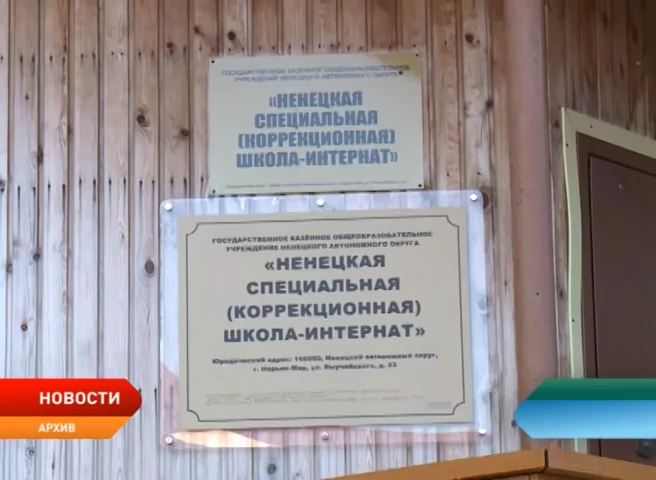 ГОСУДАРСТВЕННОЕ КАЗЁННОЕ ОБЩЕОБРАЗОВАТЕЛЬНОЕ
УЧРЕЖДЕНИЕ НЕНЕЦКОГО АВТОНОМНОГО ОКРУГА
«НЕНЕЦКАЯ
СПЕЦИАЛЬНАЯ
(КОРРЕКЦИОННАЯ)
ШКОЛА-ИНТЕРНАТ»
ГОСУДАРСТВЕННОЕ КАЗЁННОЕ ОБЩЕОБРАЗОВАТЕЛЬНОЕ
УЧРЕЖДЕНИЕ НЕНЕЦКОГО АВТОНОМНОГО ОКРУГА
«НЕНЕЦКАЯ
СПЕЦИАЛЬНАЯ
(КОРРЕКЦИОННАЯ)
ШКОЛА-ИНТЕРНАТ»
Юридический адрес: 166000, Ненецкий автономный округ,
г. Нарьян-Мар, ул. Выучейского, д. 23
НОВОСТИ
АРХИВ